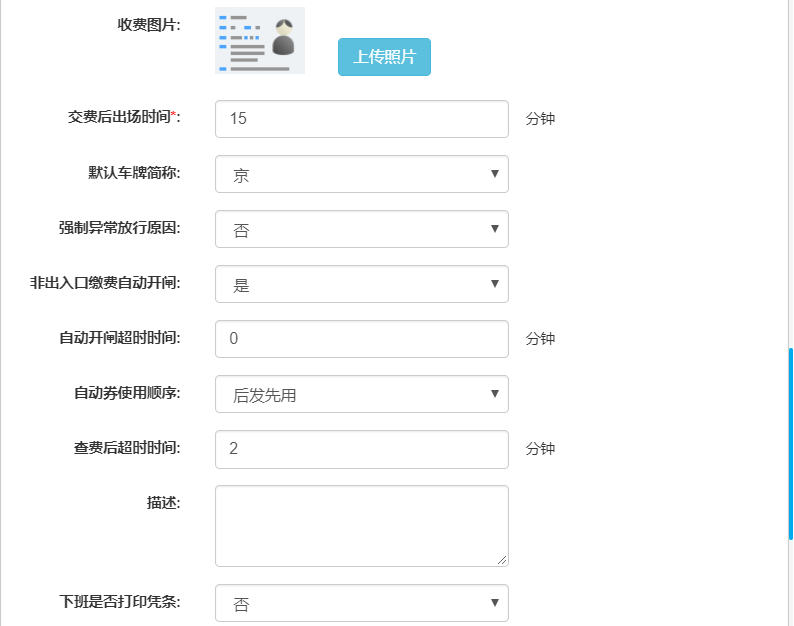 收费图片:
上传照片
交费后出场时间*: 15 分钟
默认车牌简称: 京
强制异常放行原因: 否
非出入口缴费自动开闸: 是
自动开闸超时时间: 0 分钟
自动券使用顺序: 后发先用
查费后超时时间: 2 分钟
描述:
下班是否打印凭条: 否